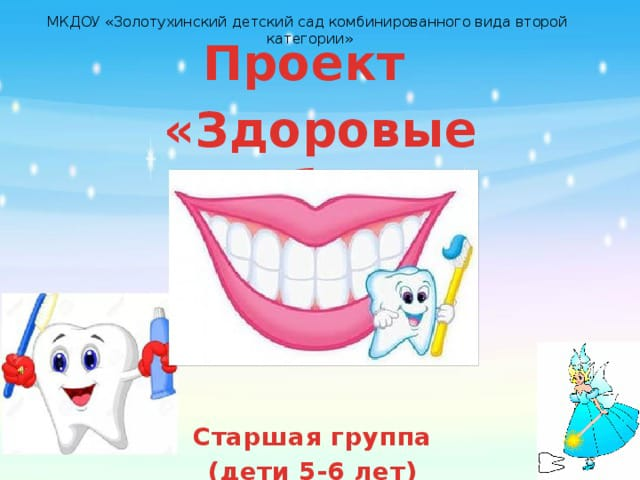 МКДОУ «Золотухинский детский сад комбинированного вида второй
категории»
Проект
«Здоровые
Старшая группа
(дети 5-6 лет)